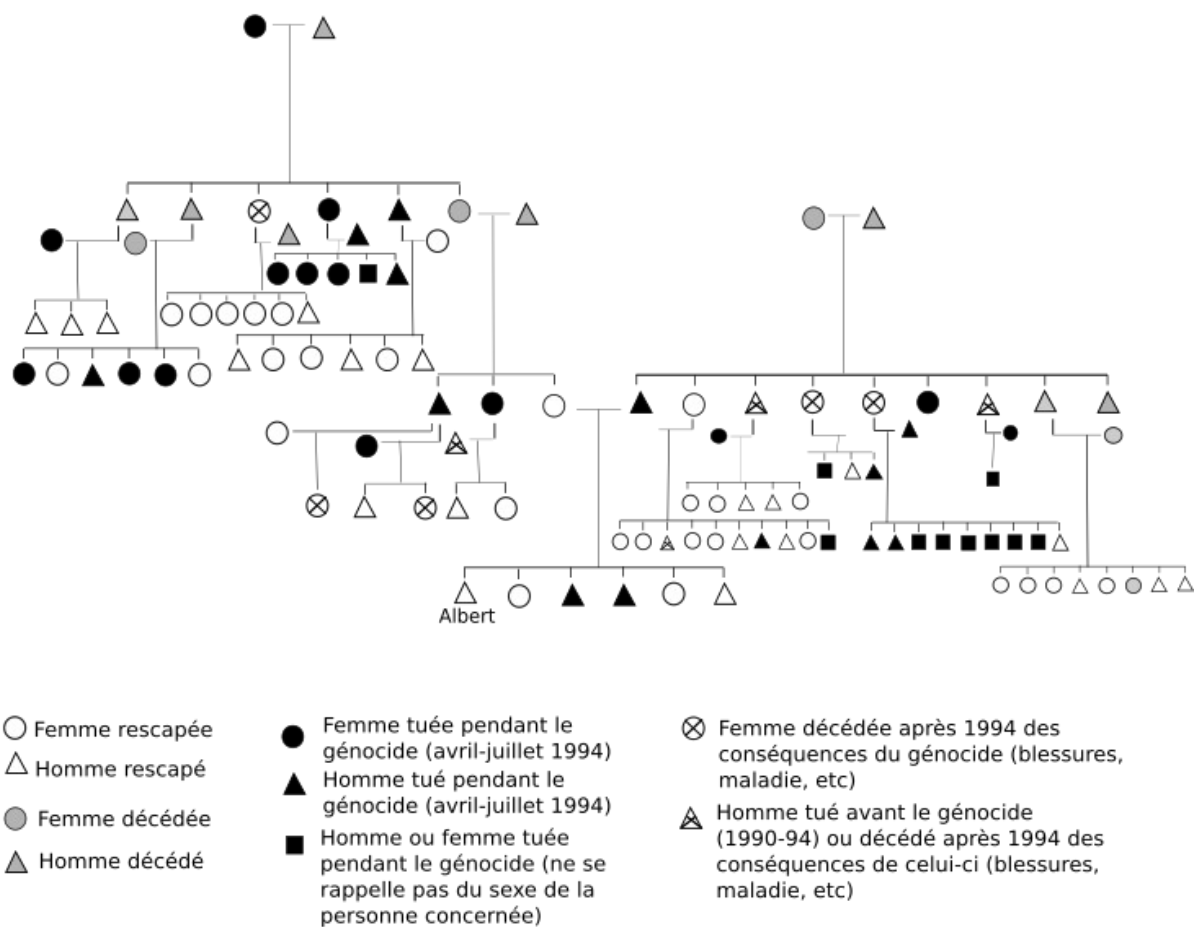 Albert
Femme rescapée
Homme rescapé
Femme décédée
Homme décédé
Femme tuée pendant le
génocide (avril-juillet 1994)
Homme tué pendant le
génocide (avril-juillet 1994)
Homme ou femme tuée
pendant le génocide (ne se
rappelle pas du sexe de la
personne concernée)
Femme décédée après 1994 des
conséquences du génocide (blessures,
maladie, etc)
Homme tué avant le génocide
(1990-94) ou décédé après 1994 des
conséquences de celui-ci (blessures,
maladie, etc)